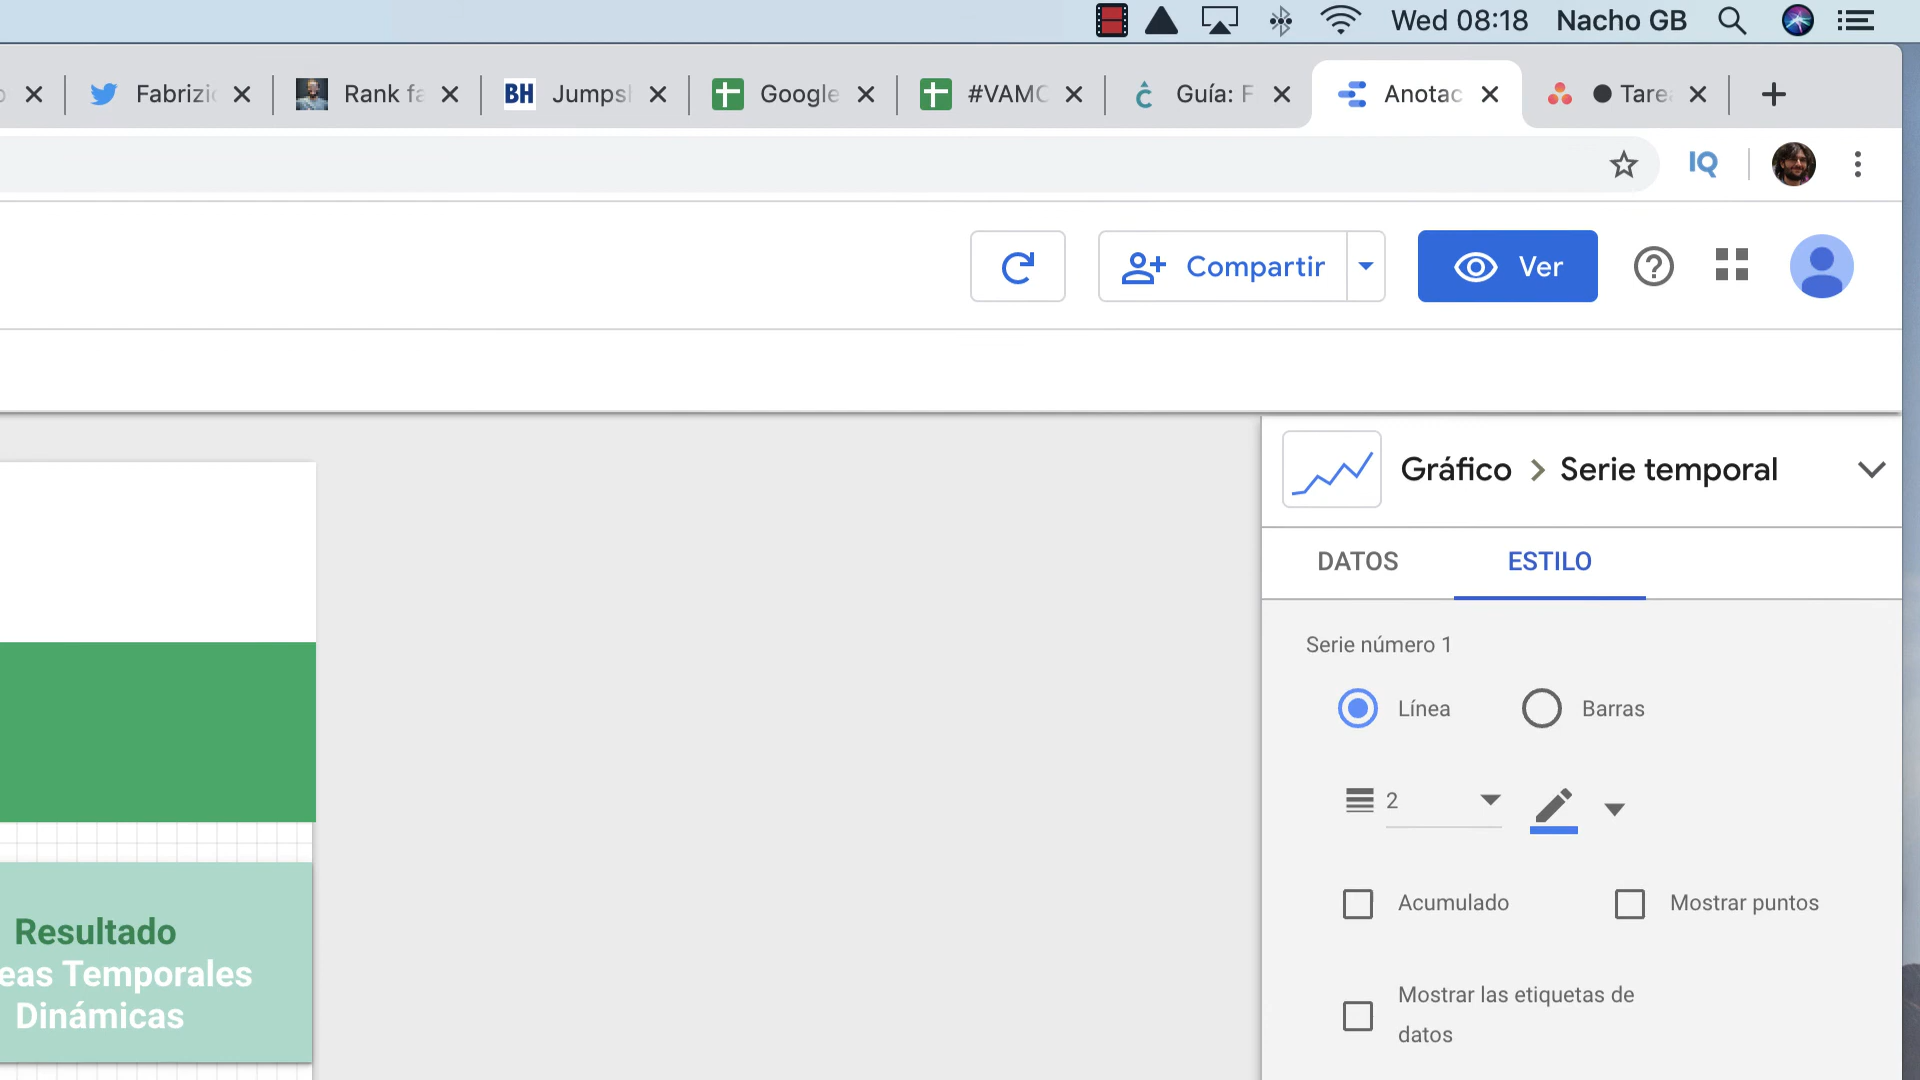 Wed 08:18 Nacho GB
Fabrizi
Rank fa
BH Jumps
Google
#VAMO
Guía: F
Anotac
Tarea
IQ
Compartir
Ver
Gráfico > Serie temporal
DATOS ESTILO
Serie número 1
Línea Barras
2
Acumulado Mostrar puntos
Mostrar las etiquetas de
datos
Resultado
eas Temporales
Dinámicas